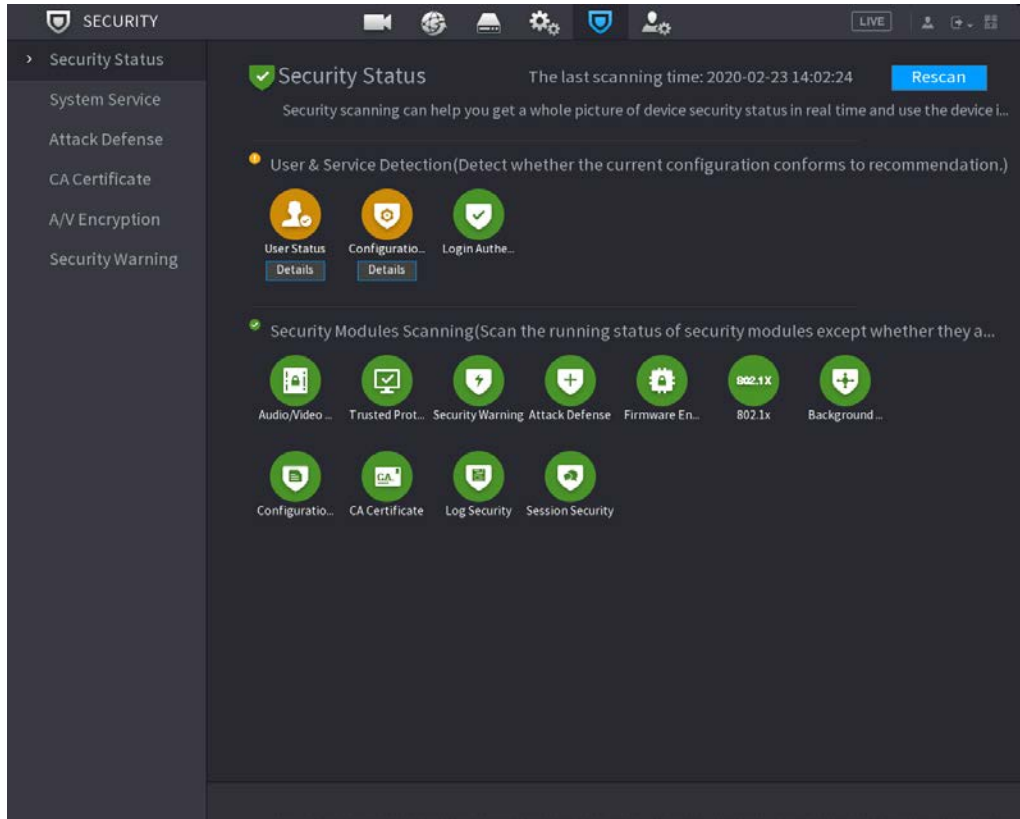 SECURITY
LIVE
Security Status
System Service
Attack Defense
CA Certificate
A/V Encryption
Security Warning
Security Status
The last scanning time: 2020-02-23 14:02:24
Rescan
Security scanning can help you get a whole picture of device security status in real time and use the device i...
User & Service Detection(Detect whether the current configuration conforms to recommendation.)
User Status Configuratio... Login Authe...
Details Details
Security Modules Scanning(Scan the running status of security modules except whether they a...
802.1X
Audio/Video ... Trusted Prot... Security Warning Attack Defense Firmware En... 802.1x Background ...
CA
Configuratio... CA Certificate Log Security Session Security